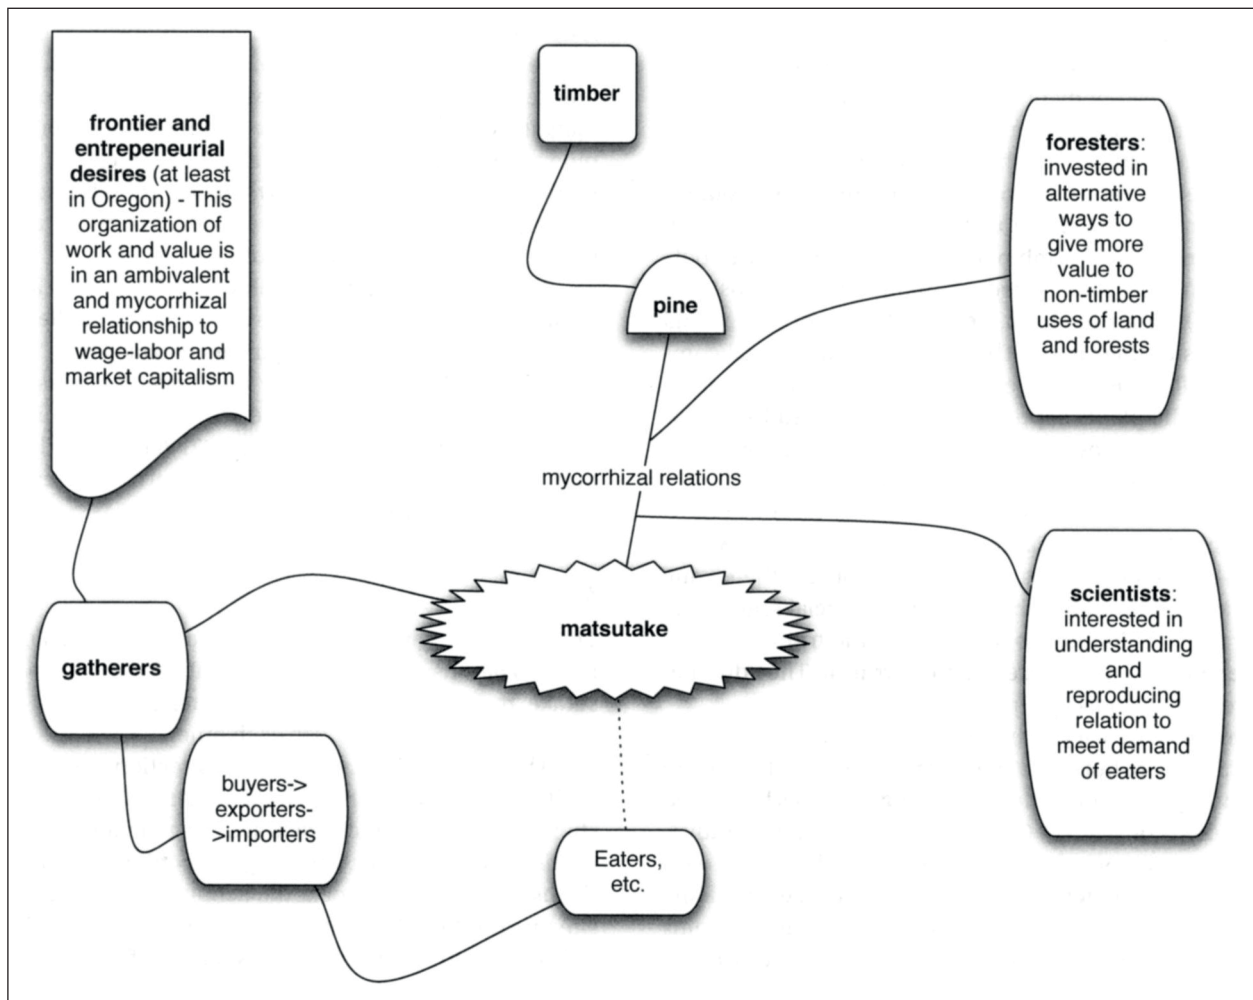 frontier and
entrepeneurial
desires (at least
in Oregon) - This
organization of
work and value is
in an ambivalent
and mycorrhizal
relationship to
wage-labor and
market capitalism
timber
foresters:
invested in
alternative
ways to
give more
value to
non-timber
uses of land
and forests
pine
mycorrhizal relations
matsutake
scientists:
interested in
understanding
and
reproducing
relation to
meet demand
of eaters
gatherers
buyers->
exporters-
>importers
Eaters,
etc.